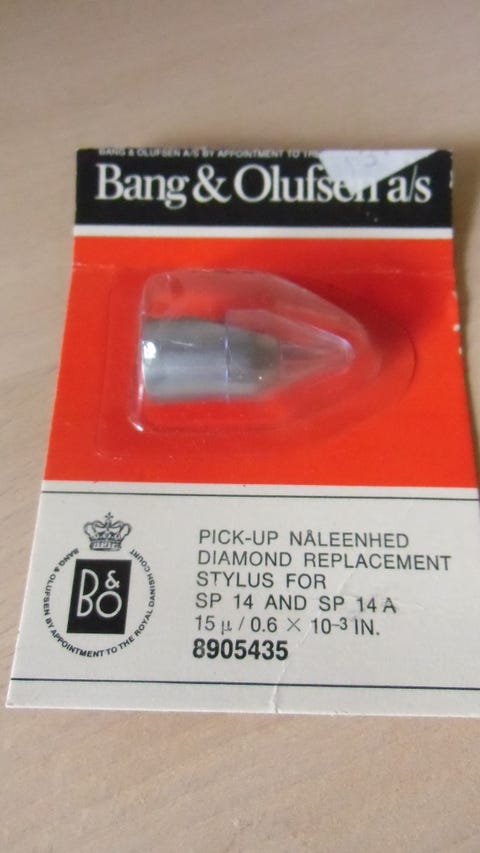 BANG & OLUFSEN A/S BY APPOINTMENT TO THE
Bang & Olufsen a/s
PICK-UP NÅLEENHED
DIAMOND REPLACEMENT
STYLUS FOR
SP 14 AND SP 14 A
15 µ / 0.6 × 10⁻³ IN.
8905435
B&O
BANG & OLUFSEN BY APPOINTMENT TO THE ROYAL DANISH COURT